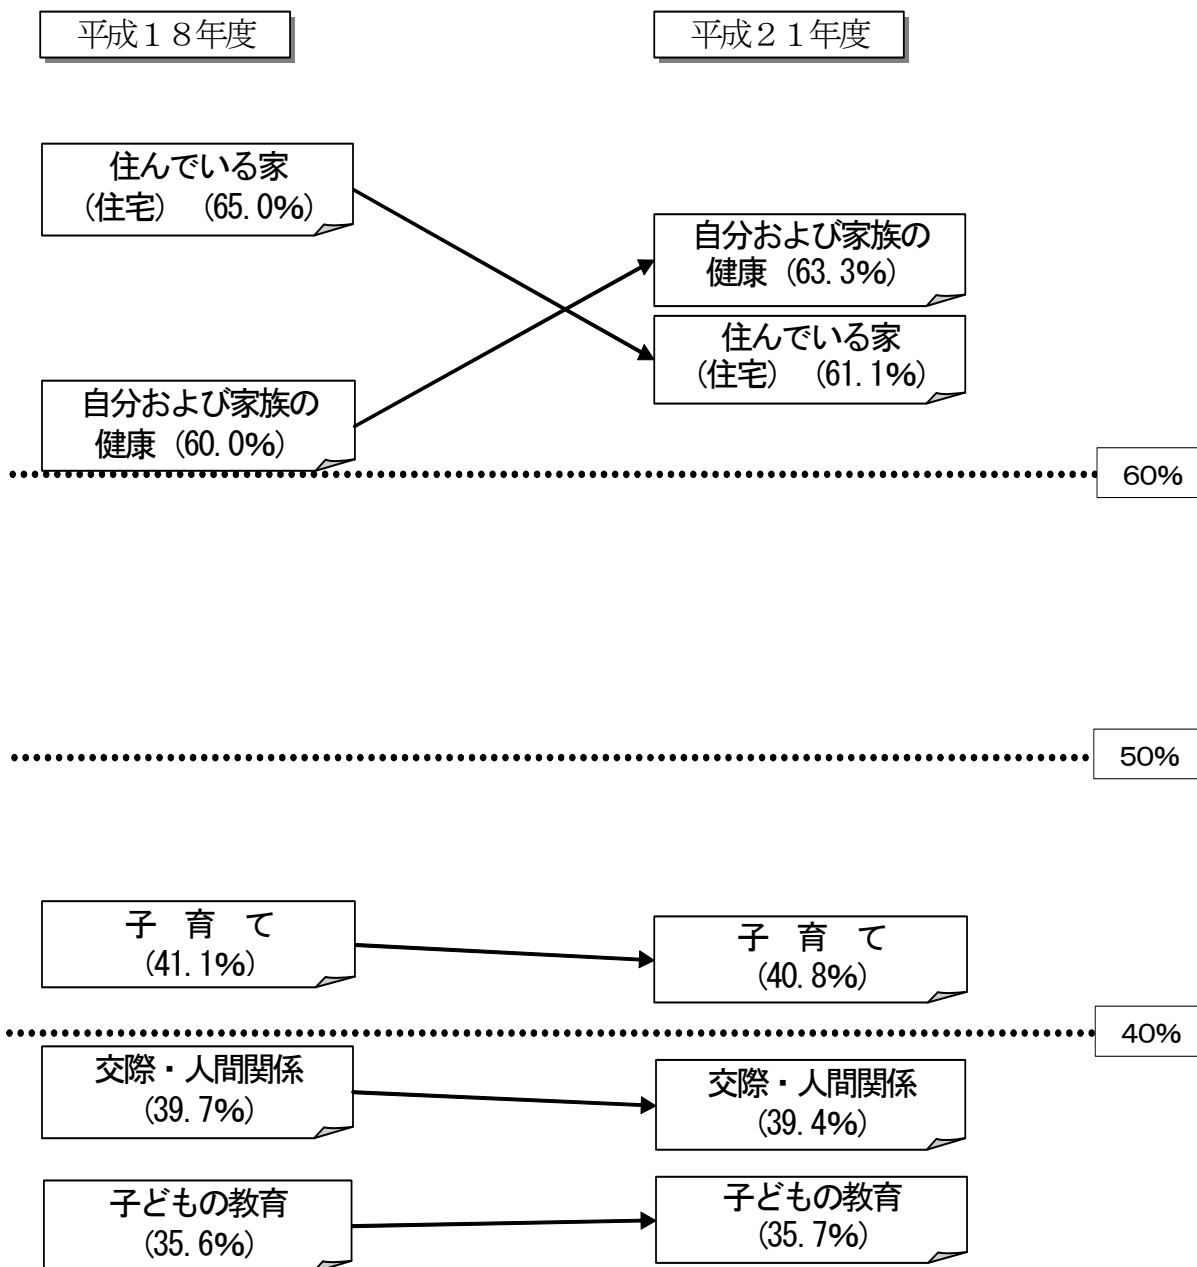 平成１８年度
平成２１年度
住んでいる家
（住宅）（65.0%）
自分および家族の
健康（63.3%）
住んでいる家
（住宅）（61.1%）
自分および家族の
健康（60.0%）
60%
50%
子　育　て
（41.1%）
子　育　て
（40.8%）
40%
交際・人間関係
（39.7%）
交際・人間関係
（39.4%）
子どもの教育
（35.6%）
子どもの教育
（35.7%）